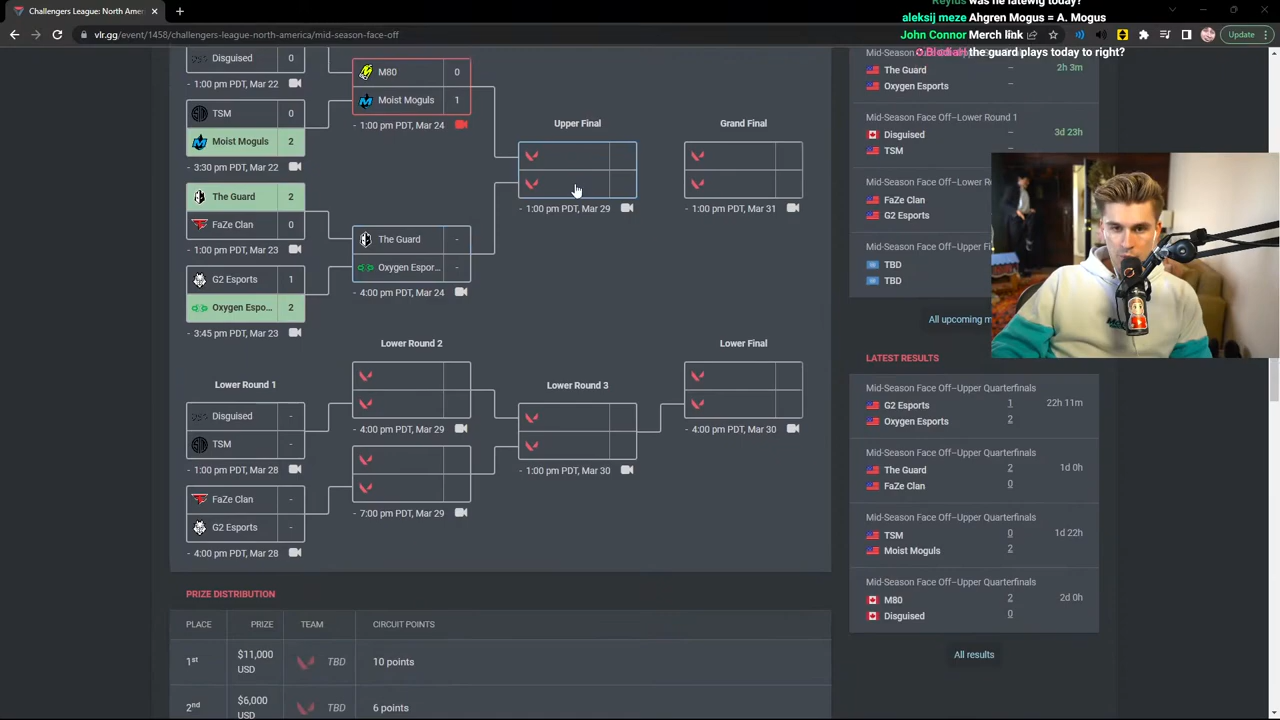 Challengers League: North Ame
Reylus was he latewig today?
aleksij meze Ahgren Mogus = A. Mogus
vlr.gg/event/1458/challengers-league-north-america/mid-season-face-off
John Connor Merch link
Update
the guard plays today to right?
Disguised 0
1:00 pm PDT, Mar 22
TSM 0
Moist Moguls 2
3:30 pm PDT, Mar 22
The Guard 2
FaZe Clan 0
1:00 pm PDT, Mar 23
G2 Esports 1
Oxygen Espo... 2
3:45 pm PDT, Mar 23
M80 0
Moist Moguls 1
1:00 pm PDT, Mar 24
The Guard -
Oxygen Espor... -
4:00 pm PDT, Mar 24
Upper Final
1:00 pm PDT, Mar 29
Grand Final
1:00 pm PDT, Mar 31
Lower Round 1
Disguised -
TSM -
1:00 pm PDT, Mar 28
FaZe Clan -
G2 Esports -
4:00 pm PDT, Mar 28
Lower Round 2
4:00 pm PDT, Mar 29
7:00 pm PDT, Mar 29
Lower Round 3
1:00 pm PDT, Mar 30
Lower Final
4:00 pm PDT, Mar 30
PRIZE DISTRIBUTION
PLACE PRIZE TEAM CIRCUIT POINTS
1st $11,000 USD TBD 10 points
2nd $6,000 USD TBD 6 points
The Guard – 2h 3m
Oxygen Esports –
Mid-Season Face Off–Lower Round 1
Disguised – 3d 23h
TSM –
Mid-Season Face Off–Lower R
FaZe Clan
G2 Esports
Mid-Season Face Off–Upper Fi
TBD
TBD
All upcoming m
LATEST RESULTS
Mid-Season Face Off–Upper Quarterfinals
G2 Esports 1 22h 11m
Oxygen Esports 2
Mid-Season Face Off–Upper Quarterfinals
The Guard 2 1d 0h
FaZe Clan 0
Mid-Season Face Off–Upper Quarterfinals
TSM 0 1d 22h
Moist Moguls 2
Mid-Season Face Off–Upper Quarterfinals
M80 2 2d 0h
Disguised 0
All results